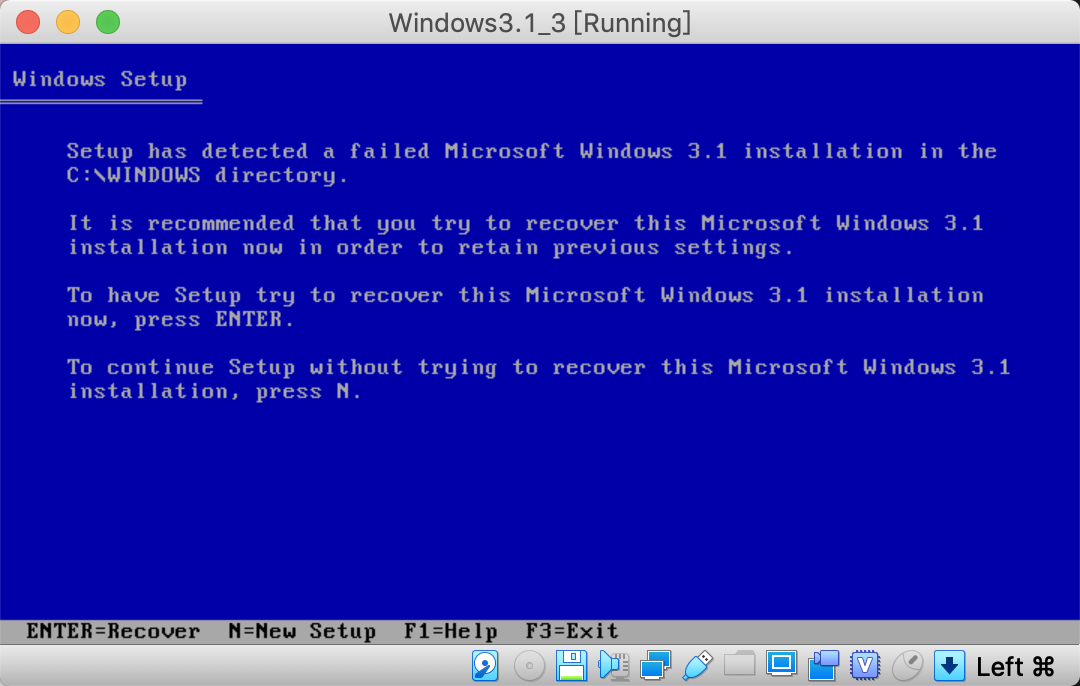 Windows3.1_3 [Running]
Windows Setup
Setup has detected a failed Microsoft Windows 3.1 installation in the
C:\WINDOWS directory.
It is recommended that you try to recover this Microsoft Windows 3.1
installation now in order to retain previous settings.
To have Setup try to recover this Microsoft Windows 3.1 installation
now, press ENTER.
To continue Setup without trying to recover this Microsoft Windows 3.1
installation, press N.
ENTER=Recover  N=New Setup  F1=Help  F3=Exit
V
Left ⌘